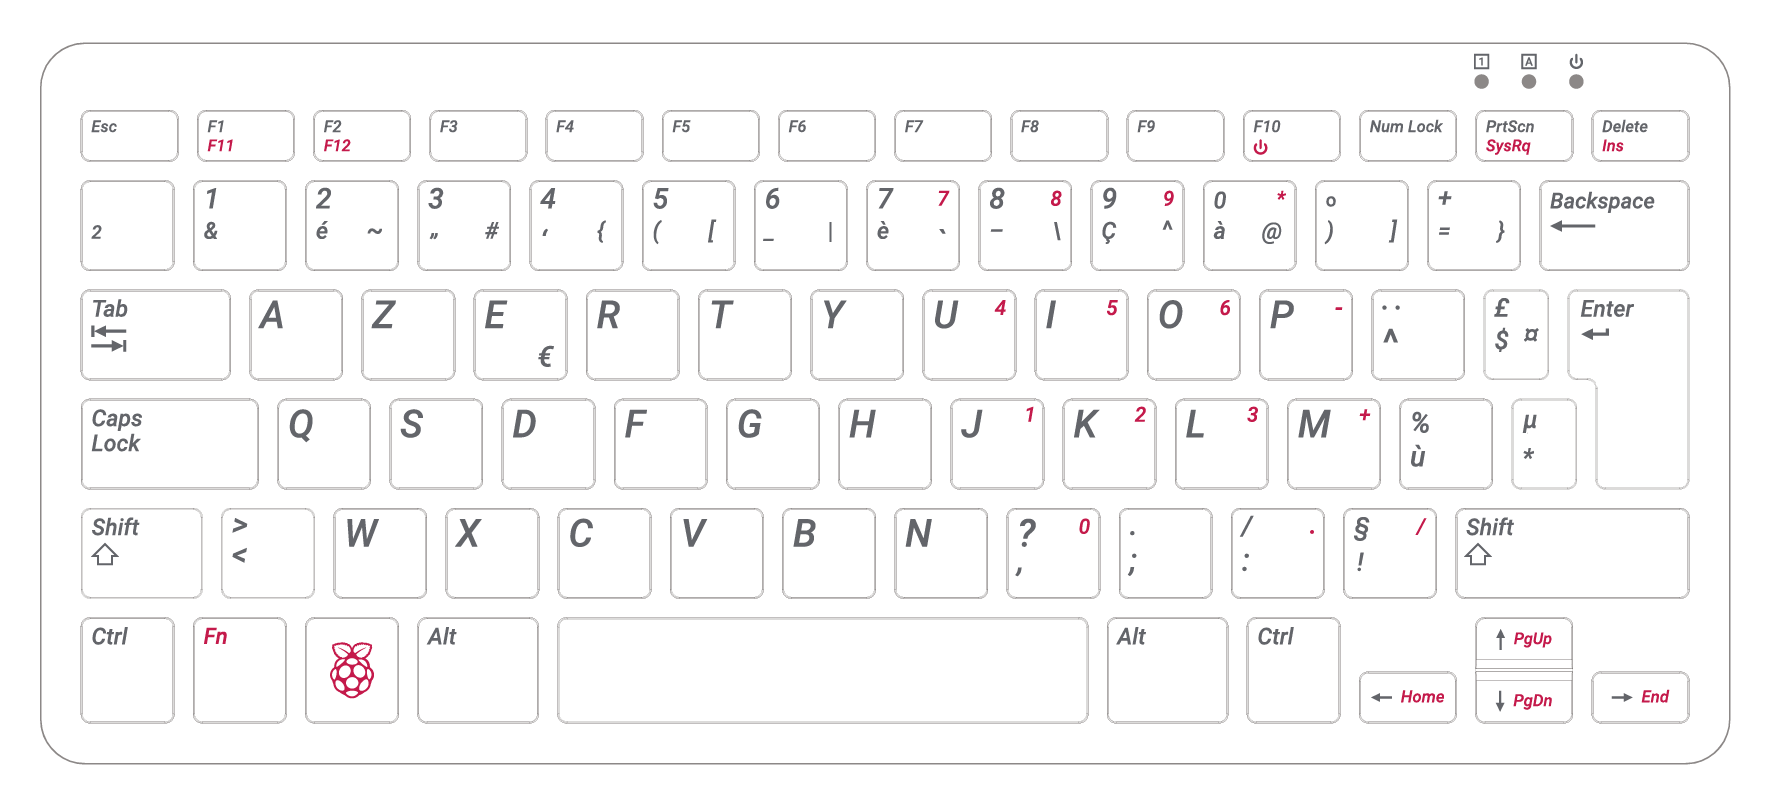 1 A
Esc F1 F2 F3 F4 F5 F6 F7 F8 F9 F10 Num Lock PrtScn Delete
F11 F12 SysRq Ins
1 2 3 4 5 6 7 7 8 8 9 9 0 * o + Backspace
2 & é ~ „ # ‘ { ( [ _ | è ` – \ Ç ^ à @ ) ] = }
Tab A Z E R T Y U 4 I 5 O 6 P - ¨ £ Enter
€ ^ $ ¤
Caps Q S D F G H J 1 K 2 L 3 M + % µ
Lock ù *
Shift > W X C V B N ? 0 . / . § / Shift
< , ; : !
Ctrl Fn Alt Alt Ctrl ↑ PgUp
← Home ↓ PgDn → End